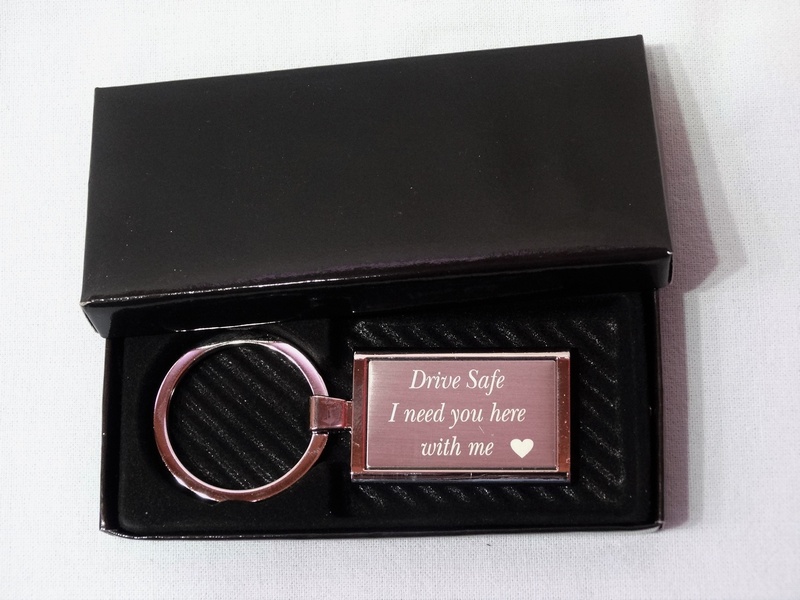 Drive Safe
I need you here
with me ♥